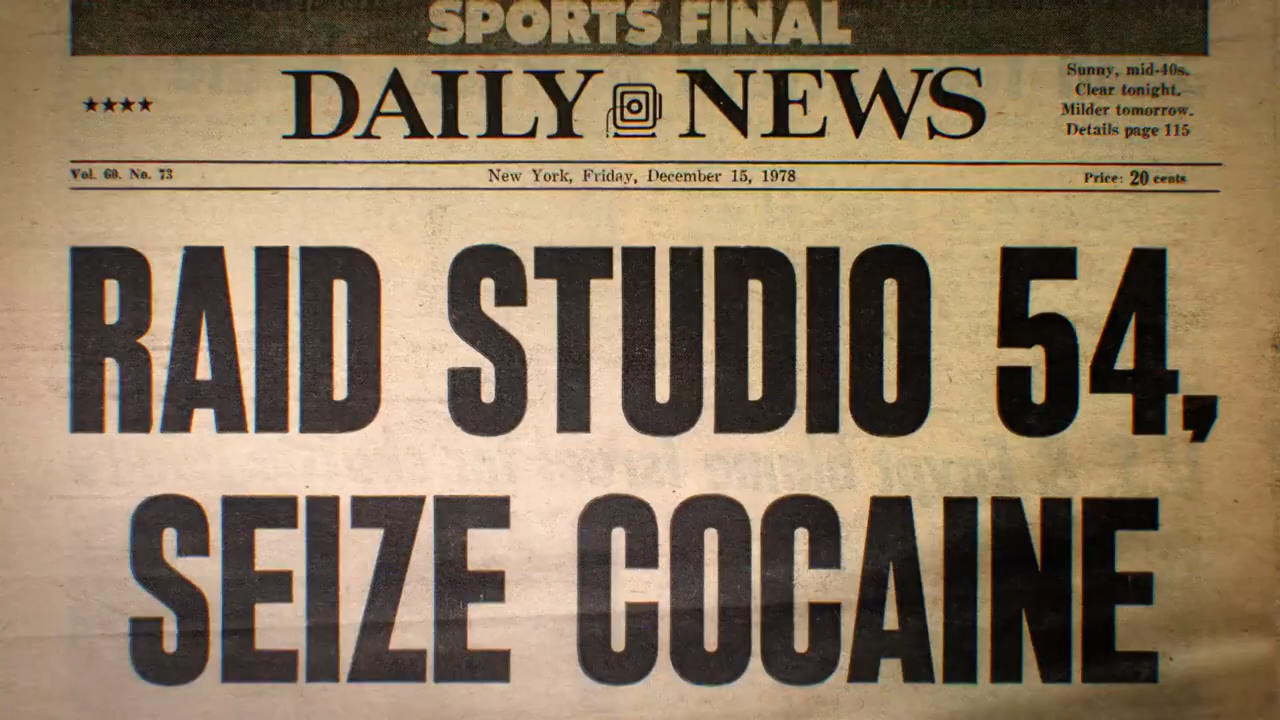 SPORTS FINAL
★★★★
DAILY NEWS
Sunny, mid-40s.
Clear tonight.
Milder tomorrow.
Details page 115
Vol. 60. No. 73
New York, Friday, December 15, 1978
Price: 20 cents
RAID STUDIO 54,
SEIZE COCAINE